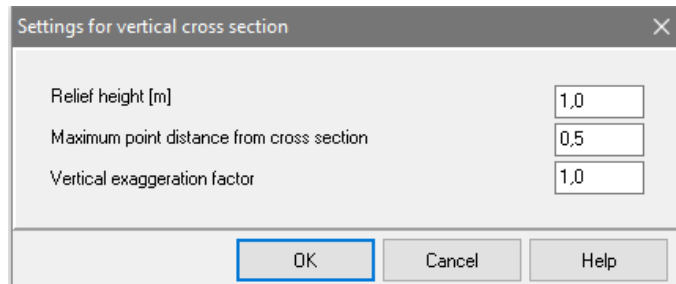 Settings for vertical cross section
Relief height [m] 1,0
Maximum point distance from cross section 0,5
Vertical exaggeration factor 1,0
OK Cancel Help